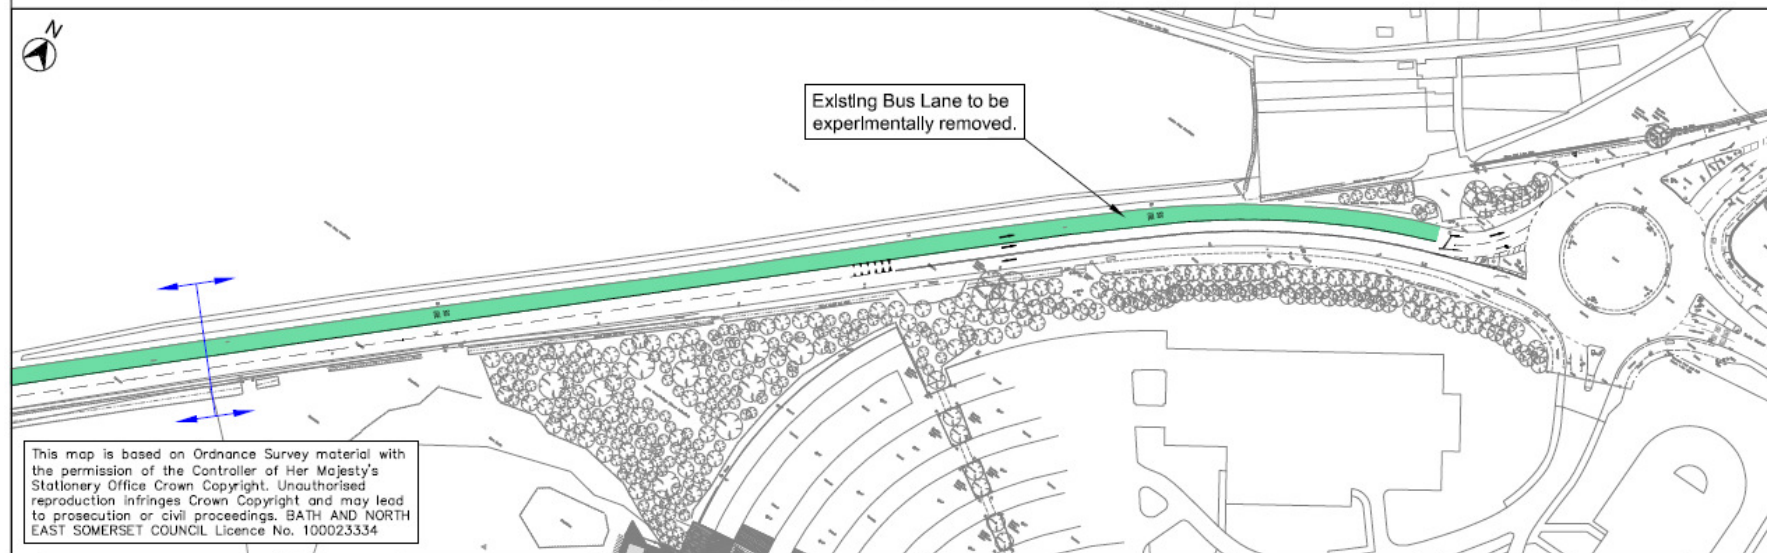 N
Existing Bus Lane to be
experimentally removed.
This map is based on Ordnance Survey material with
the permission of the Controller of Her Majesty's
Stationery Office Crown Copyright. Unauthorised
reproduction infringes Crown Copyright and may lead
to prosecution or civil proceedings. BATH AND NORTH
EAST SOMERSET COUNCIL Licence No. 100023334